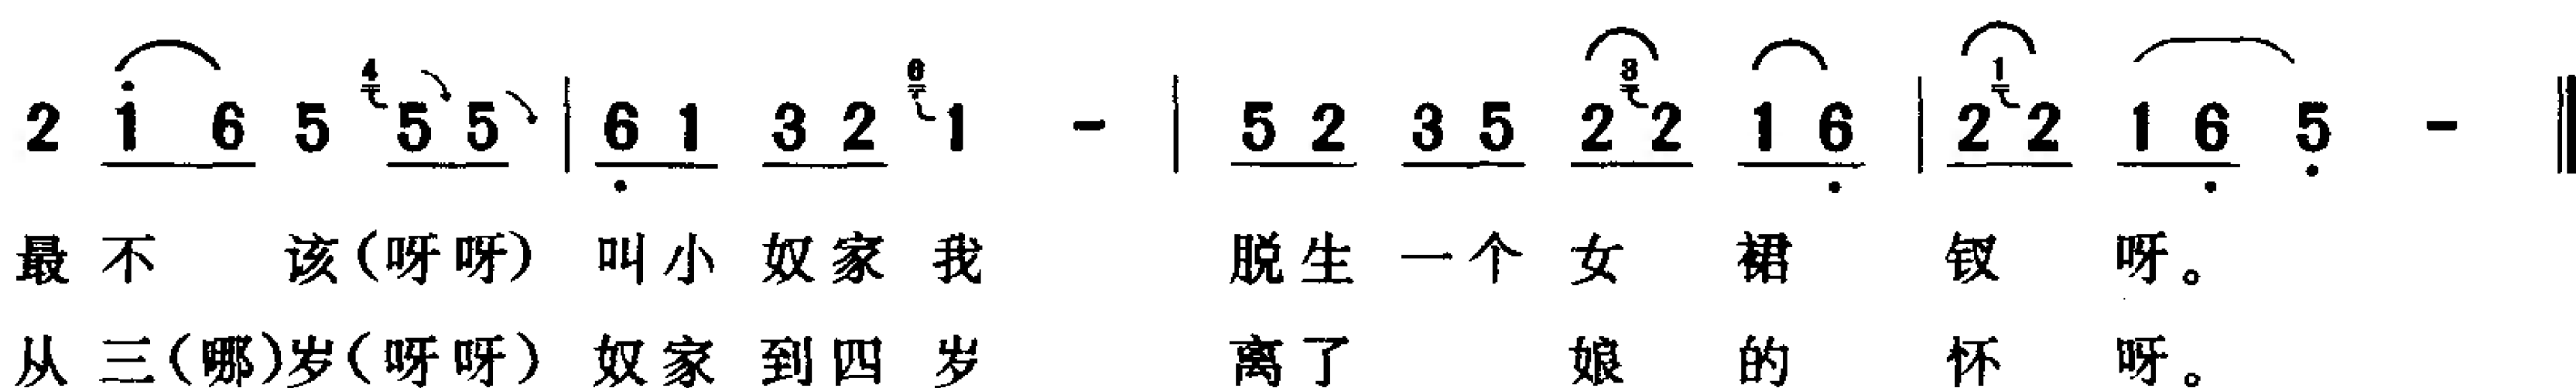 2 i 6 5 4 5 5 | 6 1 3 2 6 1 - | 5 2 3 5 2 3 2 1 6 | 2 1 2 1 6 5 - ‖
最不 该(呀呀) 叫小奴家我 脱生一个女 裙 钗 呀。
从三(哪)岁(呀呀) 奴家到四岁 离了 娘 的 怀 呀。